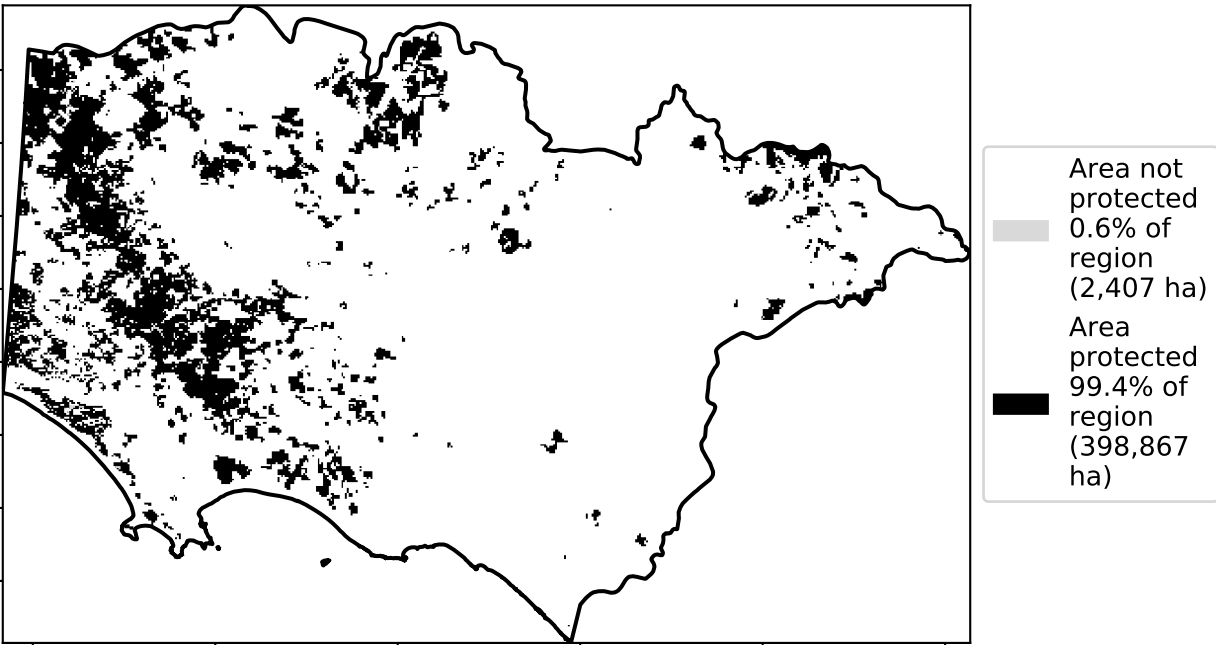 Area not
protected
0.6% of
region
(2,407 ha)
Area
protected
99.4% of
region
(398,867
ha)